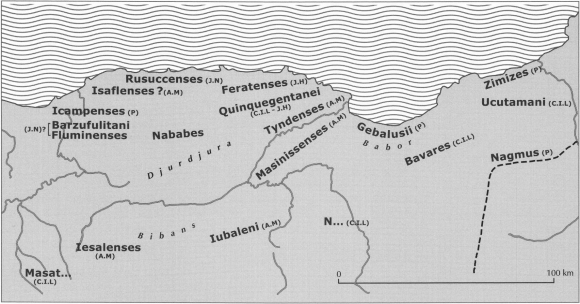 Rusuccenses (J.N)
Isaflenses ? (A.M)
Feratenses (J.H)
Zimizes (P)
Icampenses (P)
Quinquegentanei
(C.I.L - J.H)
Ucutamani (C.I.L)
(J.N)? [ Barzufulitani
Fluminenses
Nababes
Tyndenses (A.M)
Gebalusii (P)
Babor
Djurdjura
Masinissenses (A.M)
Bavares (C.I.L)
Nagmus (P)
Bibans
Iubaleni (A.M)
N... (C.I.L)
Iesalenses
(A.M)
Masat...
(C.I.L)
0 100 km